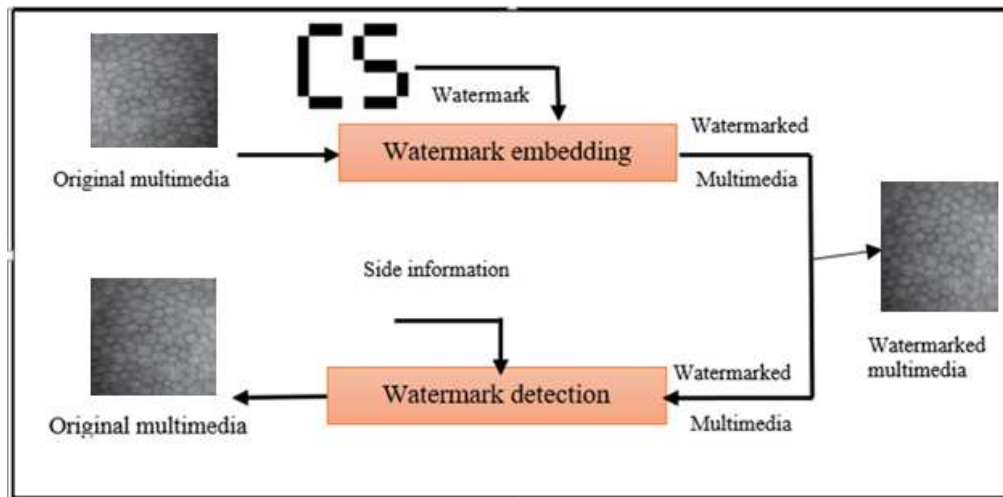 CS
Watermark
Watermarked
Watermark embedding
Original multimedia
Multimedia
Side information
Watermarked
multimedia
Watermarked
Watermark detection
Original multimedia
Multimedia